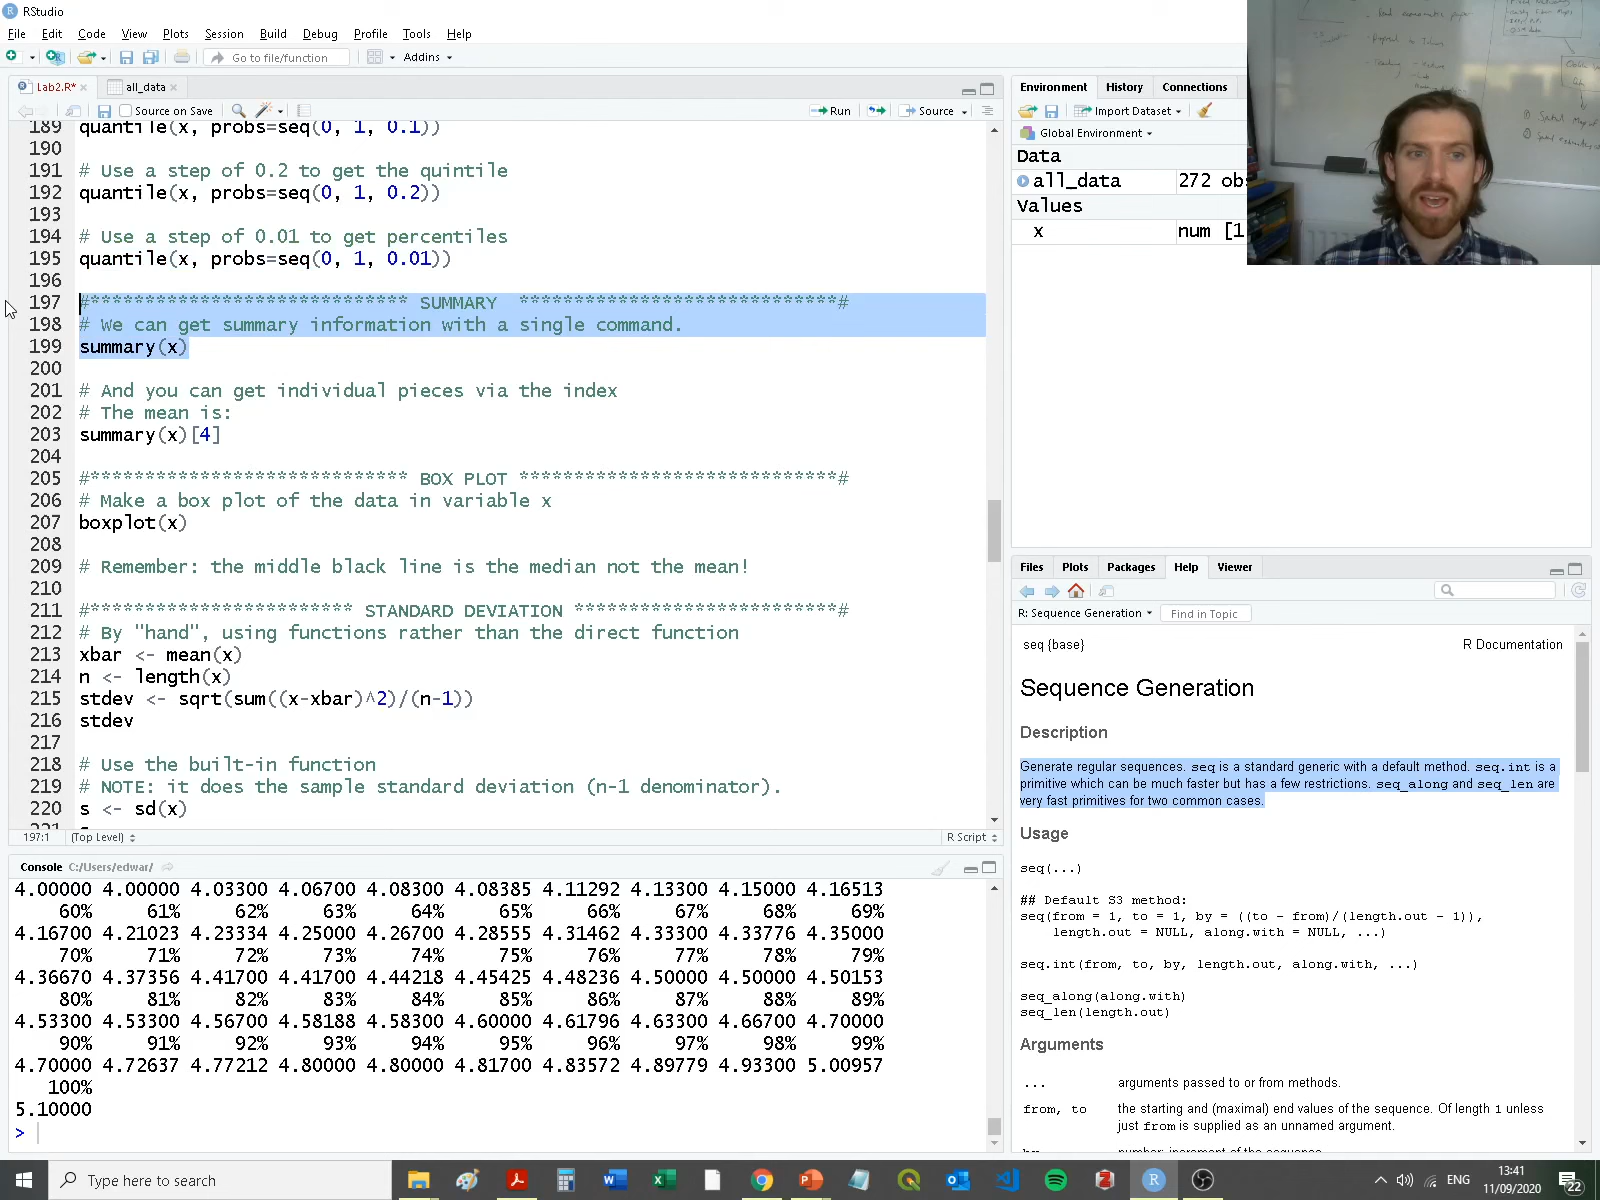 RStudio
File Edit Code View Plots Session Build Debug Profile Tools Help
Go to file/function Addins
Lab2.R* all_data
Source on Save Run Source
189 quantile(x, probs=seq(0, 1, 0.1))
190
191 # Use a step of 0.2 to get the quintile
192 quantile(x, probs=seq(0, 1, 0.2))
193
194 # Use a step of 0.01 to get percentiles
195 quantile(x, probs=seq(0, 1, 0.01))
196
197 #***************************** SUMMARY *****************************#
198 # We can get summary information with a single command.
199 summary(x)
200
201 # And you can get individual pieces via the index
202 # The mean is:
203 summary(x)[4]
204
205 #***************************** BOX PLOT *****************************#
206 # Make a box plot of the data in variable x
207 boxplot(x)
208
209 # Remember: the middle black line is the median not the mean!
210
211 #************************ STANDARD DEVIATION ************************#
212 # By "hand", using functions rather than the direct function
213 xbar <- mean(x)
214 n <- length(x)
215 stdev <- sqrt(sum((x-xbar)^2)/(n-1))
216 stdev
217
218 # Use the built-in function
219 # NOTE: it does the sample standard deviation (n-1 denominator).
220 s <- sd(x)
197:1 (Top Level) R Script
Console C:/Users/edwar/
4.00000 4.00000 4.03300 4.06700 4.08300 4.08385 4.11292 4.13300 4.15000 4.16513
60% 61% 62% 63% 64% 65% 66% 67% 68% 69%
4.16700 4.21023 4.23334 4.25000 4.26700 4.28555 4.31462 4.33300 4.33776 4.35000
70% 71% 72% 73% 74% 75% 76% 77% 78% 79%
4.36670 4.37356 4.41700 4.41700 4.44218 4.45425 4.48236 4.50000 4.50000 4.50153
80% 81% 82% 83% 84% 85% 86% 87% 88% 89%
4.53300 4.53300 4.56700 4.58188 4.58300 4.60000 4.61796 4.63300 4.66700 4.70000
90% 91% 92% 93% 94% 95% 96% 97% 98% 99%
4.70000 4.72637 4.77212 4.80000 4.80000 4.81700 4.83572 4.89779 4.93300 5.00957
100%
5.10000
>
Environment History Connections
Import Dataset
Global Environment
Data
all_data 272 obs
Values
x num [1
Files Plots Packages Help Viewer
R: Sequence Generation Find in Topic
seq {base} R Documentation
Sequence Generation
Description
Generate regular sequences. seq is a standard generic with a default method. seq.int is a
primitive which can be much faster but has a few restrictions. seq_along and seq_len are
very fast primitives for two common cases.
Usage
seq(...)
## Default S3 method:
seq(from = 1, to = 1, by = ((to - from)/(length.out - 1)),
length.out = NULL, along.with = NULL, ...)
seq.int(from, to, by, length.out, along.with, ...)
seq_along(along.with)
seq_len(length.out)
Arguments
... arguments passed to or from methods.
from, to the starting and (maximal) end values of the sequence. Of length 1 unless
just from is supplied as an unnamed argument.
Type here to search
ENG
13:41
11/09/2020
22